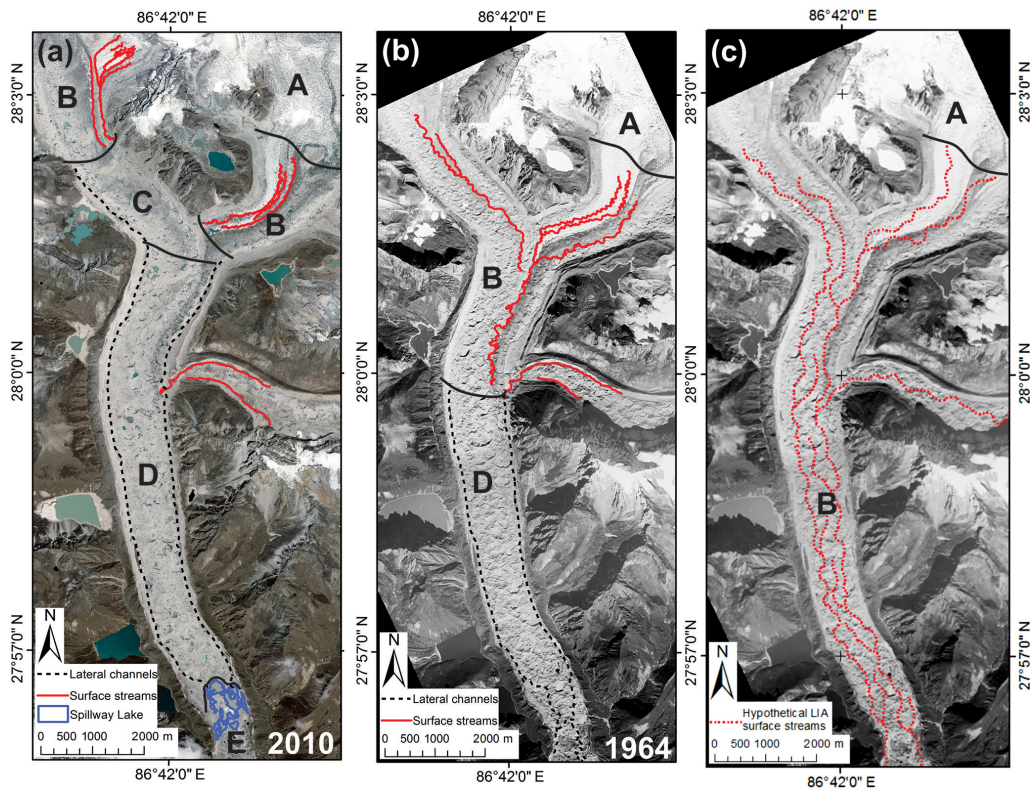 86°42'0" E
86°42'0" E
86°42'0" E
(a)
(b)
(c)
28°3'0" N
28°3'0" N
28°3'0" N
A
B
C
B
D
E
A
B
D
A
B
28°0'0" N
28°0'0" N
28°0'0" N
27°57'0" N
27°57'0" N
27°57'0" N
N
Lateral channels
Surface streams
Spillway Lake
0 500 1000 2000 m
2010
N
Lateral channels
Surface streams
0 500 1000 2000 m
1964
N
Hypothetical LIA
surface streams
0 500 1000 2000 m
86°42'0" E
86°42'0" E
86°42'0" E